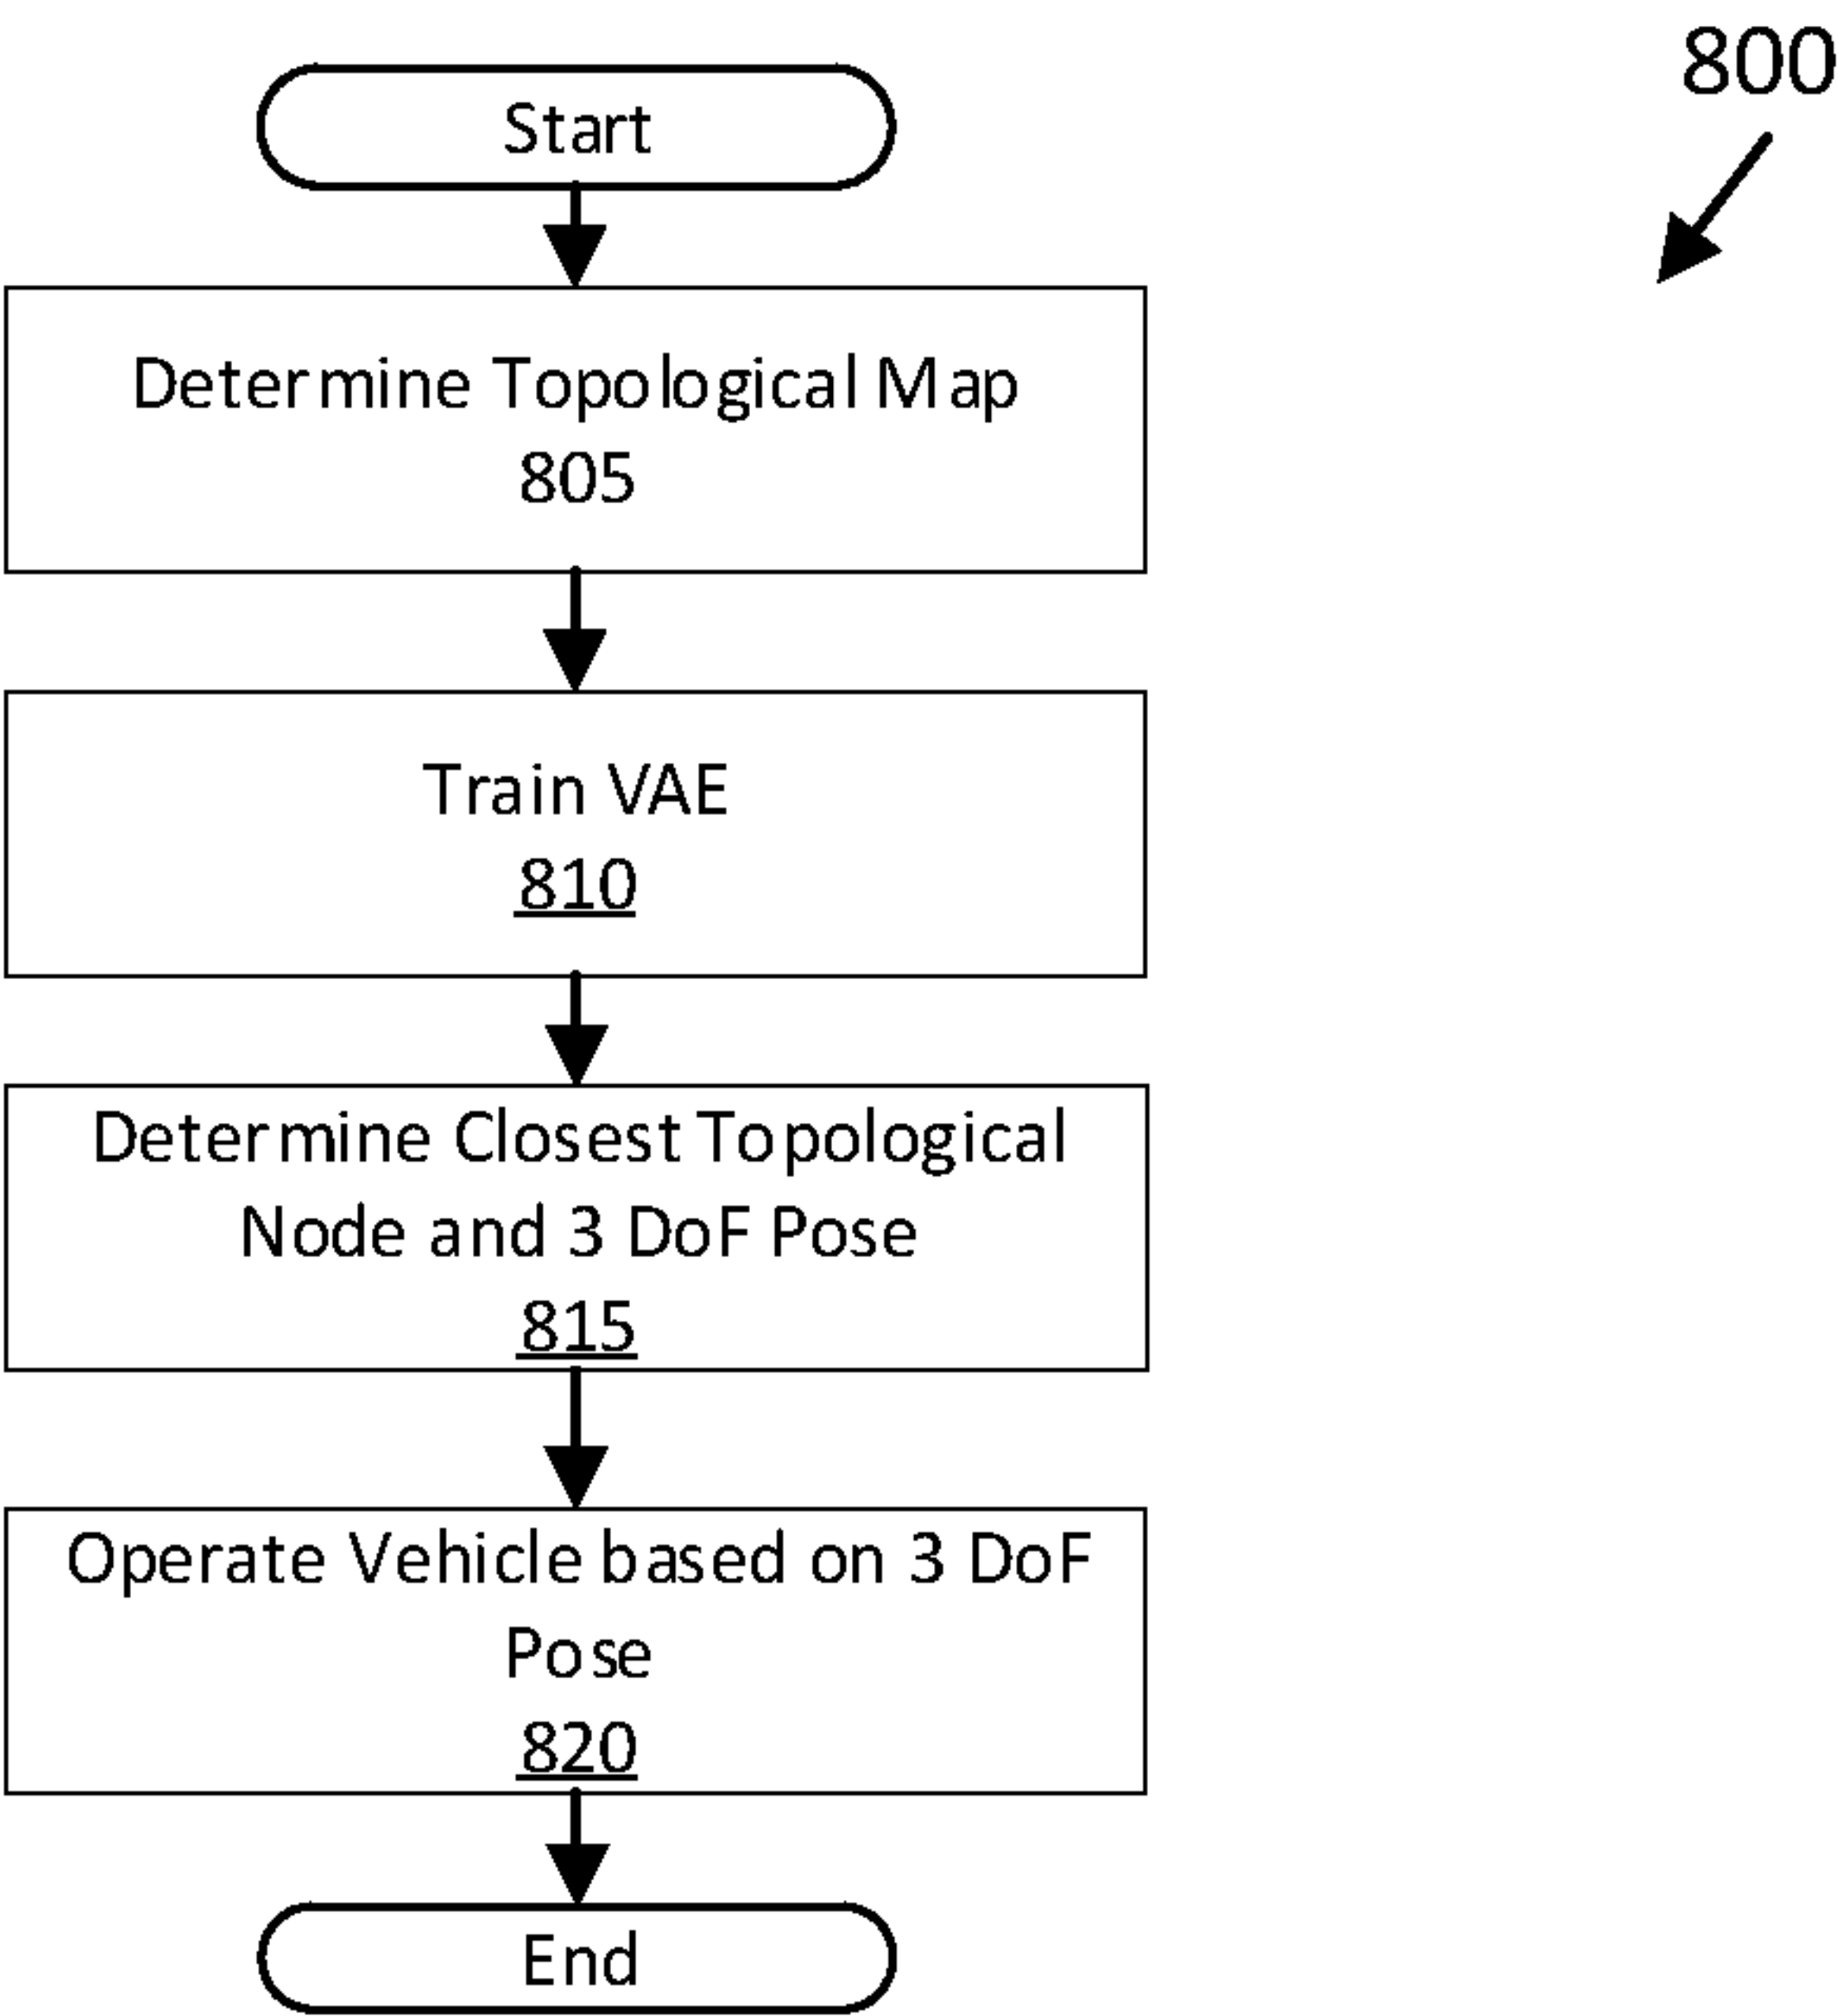 800
Start
Determine Topological Map
805
Train VAE
810
Determine Closest Topological
Node and 3 DoF Pose
815
Operate Vehicle based on 3 DoF
Pose
820
End